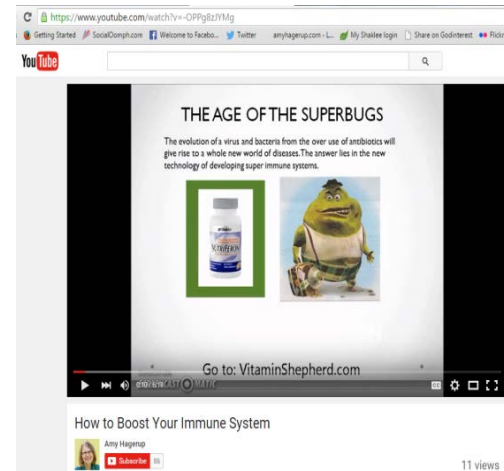 https://www.youtube.com/watch?v=-OPPg8zJYMg
Getting Started SocialOomph.com Welcome to Facebo... Twitter amyhagerup.com - L... My Shaklee login Share on Godinterest Flickr
You Tube
THE AGE OF THE SUPERBUGS
The evolution of a virus and bacteria from the over use of antibiotics will
give rise to a whole new world of diseases. The answer lies in the new
technology of developing super immune systems.
NUTRIFERON
Go to: VitaminShepherd.com
How to Boost Your Immune System
Amy Hagerup
Subscribe
11 views